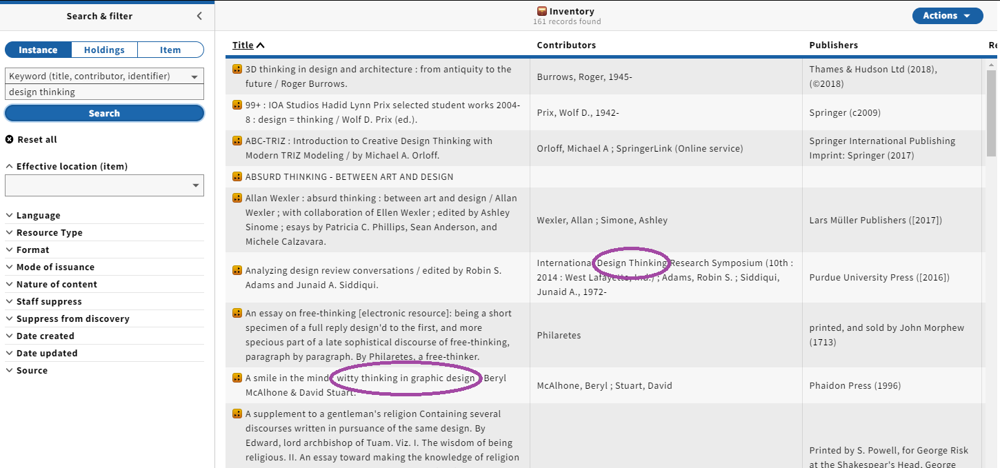 Search & filter
Inventory
161 records found
Actions
Instance
Holdings
Item
Keyword (title, contributor, identifier)
design thinking
Search
Reset all
Effective location (item)
Language
Resource Type
Format
Mode of issuance
Nature of content
Staff suppress
Suppress from discovery
Date created
Date updated
Source
Title
Contributors
Publishers
Re
3D thinking in design and architecture : from antiquity to the
future / Roger Burrows.
Burrows, Roger, 1945-
Thames & Hudson Ltd (2018),
(©2018)
99+ : IOA Studios Hadid Lynn Prix selected student works 2004-
8 : design = thinking / Wolf D. Prix (ed.).
Prix, Wolf D., 1942-
Springer (c2009)
ABC-TRIZ : Introduction to Creative Design Thinking with
Modern TRIZ Modeling / by Michael A. Orloff.
Orloff, Michael A ; SpringerLink (Online service)
Springer International Publishing
Imprint: Springer (2017)
ABSURD THINKING - BETWEEN ART AND DESIGN
Allan Wexler : absurd thinking : between art and design / Allan
Wexler ; with collaboration of Ellen Wexler ; edited by Ashley
Sinome ; esays by Patricia C. Phillips, Sean Anderson, and
Michele Calzavara.
Wexler, Allan ; Simone, Ashley
Lars Müller Publishers ([2017])
Analyzing design review conversations / edited by Robin S.
Adams and Junaid A. Siddiqui.
International Design Thinking Research Symposium (10th :
2014 : West Lafayette, Ind.) ; Adams, Robin S. ; Siddiqui,
Junaid A., 1972-
Purdue University Press ([2016])
An essay on free-thinking [electronic resource]: being a short
specimen of a full reply design'd to the first, and more
specious part of a late sophistical discourse of free-thinking,
paragraph by paragraph. By Philaretes, a free-thinker.
Philaretes
printed, and sold by John Morphew
(1713)
A smile in the mind : witty thinking in graphic design / Beryl
McAlhone & David Stuart.
McAlhone, Beryl ; Stuart, David
Phaidon Press (1996)
A supplement to a gentleman's religion Containing several
discourses written in pursuance of the same design. By
Edward, lord archbishop of Tuam. Viz. I. The wisdom of being
religious. II. An essay toward making the knowledge of religion
Printed by S. Powell, for George Risk
at the Shakespear's Head, George